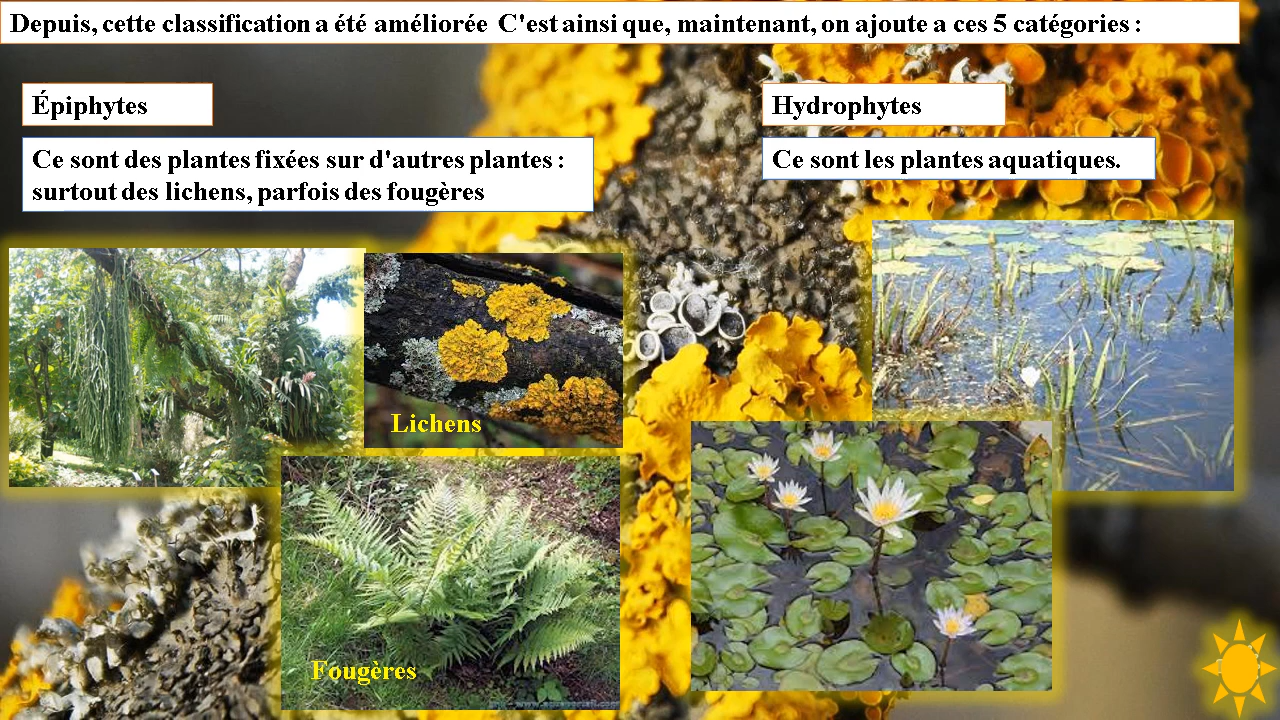 Depuis, cette classification a été améliorée C'est ainsi que, maintenant, on ajoute a ces 5 catégories :
Épiphytes
Ce sont des plantes fixées sur d'autres plantes :
surtout des lichens, parfois des fougères
Hydrophytes
Ce sont les plantes aquatiques.
Lichens
Fougères